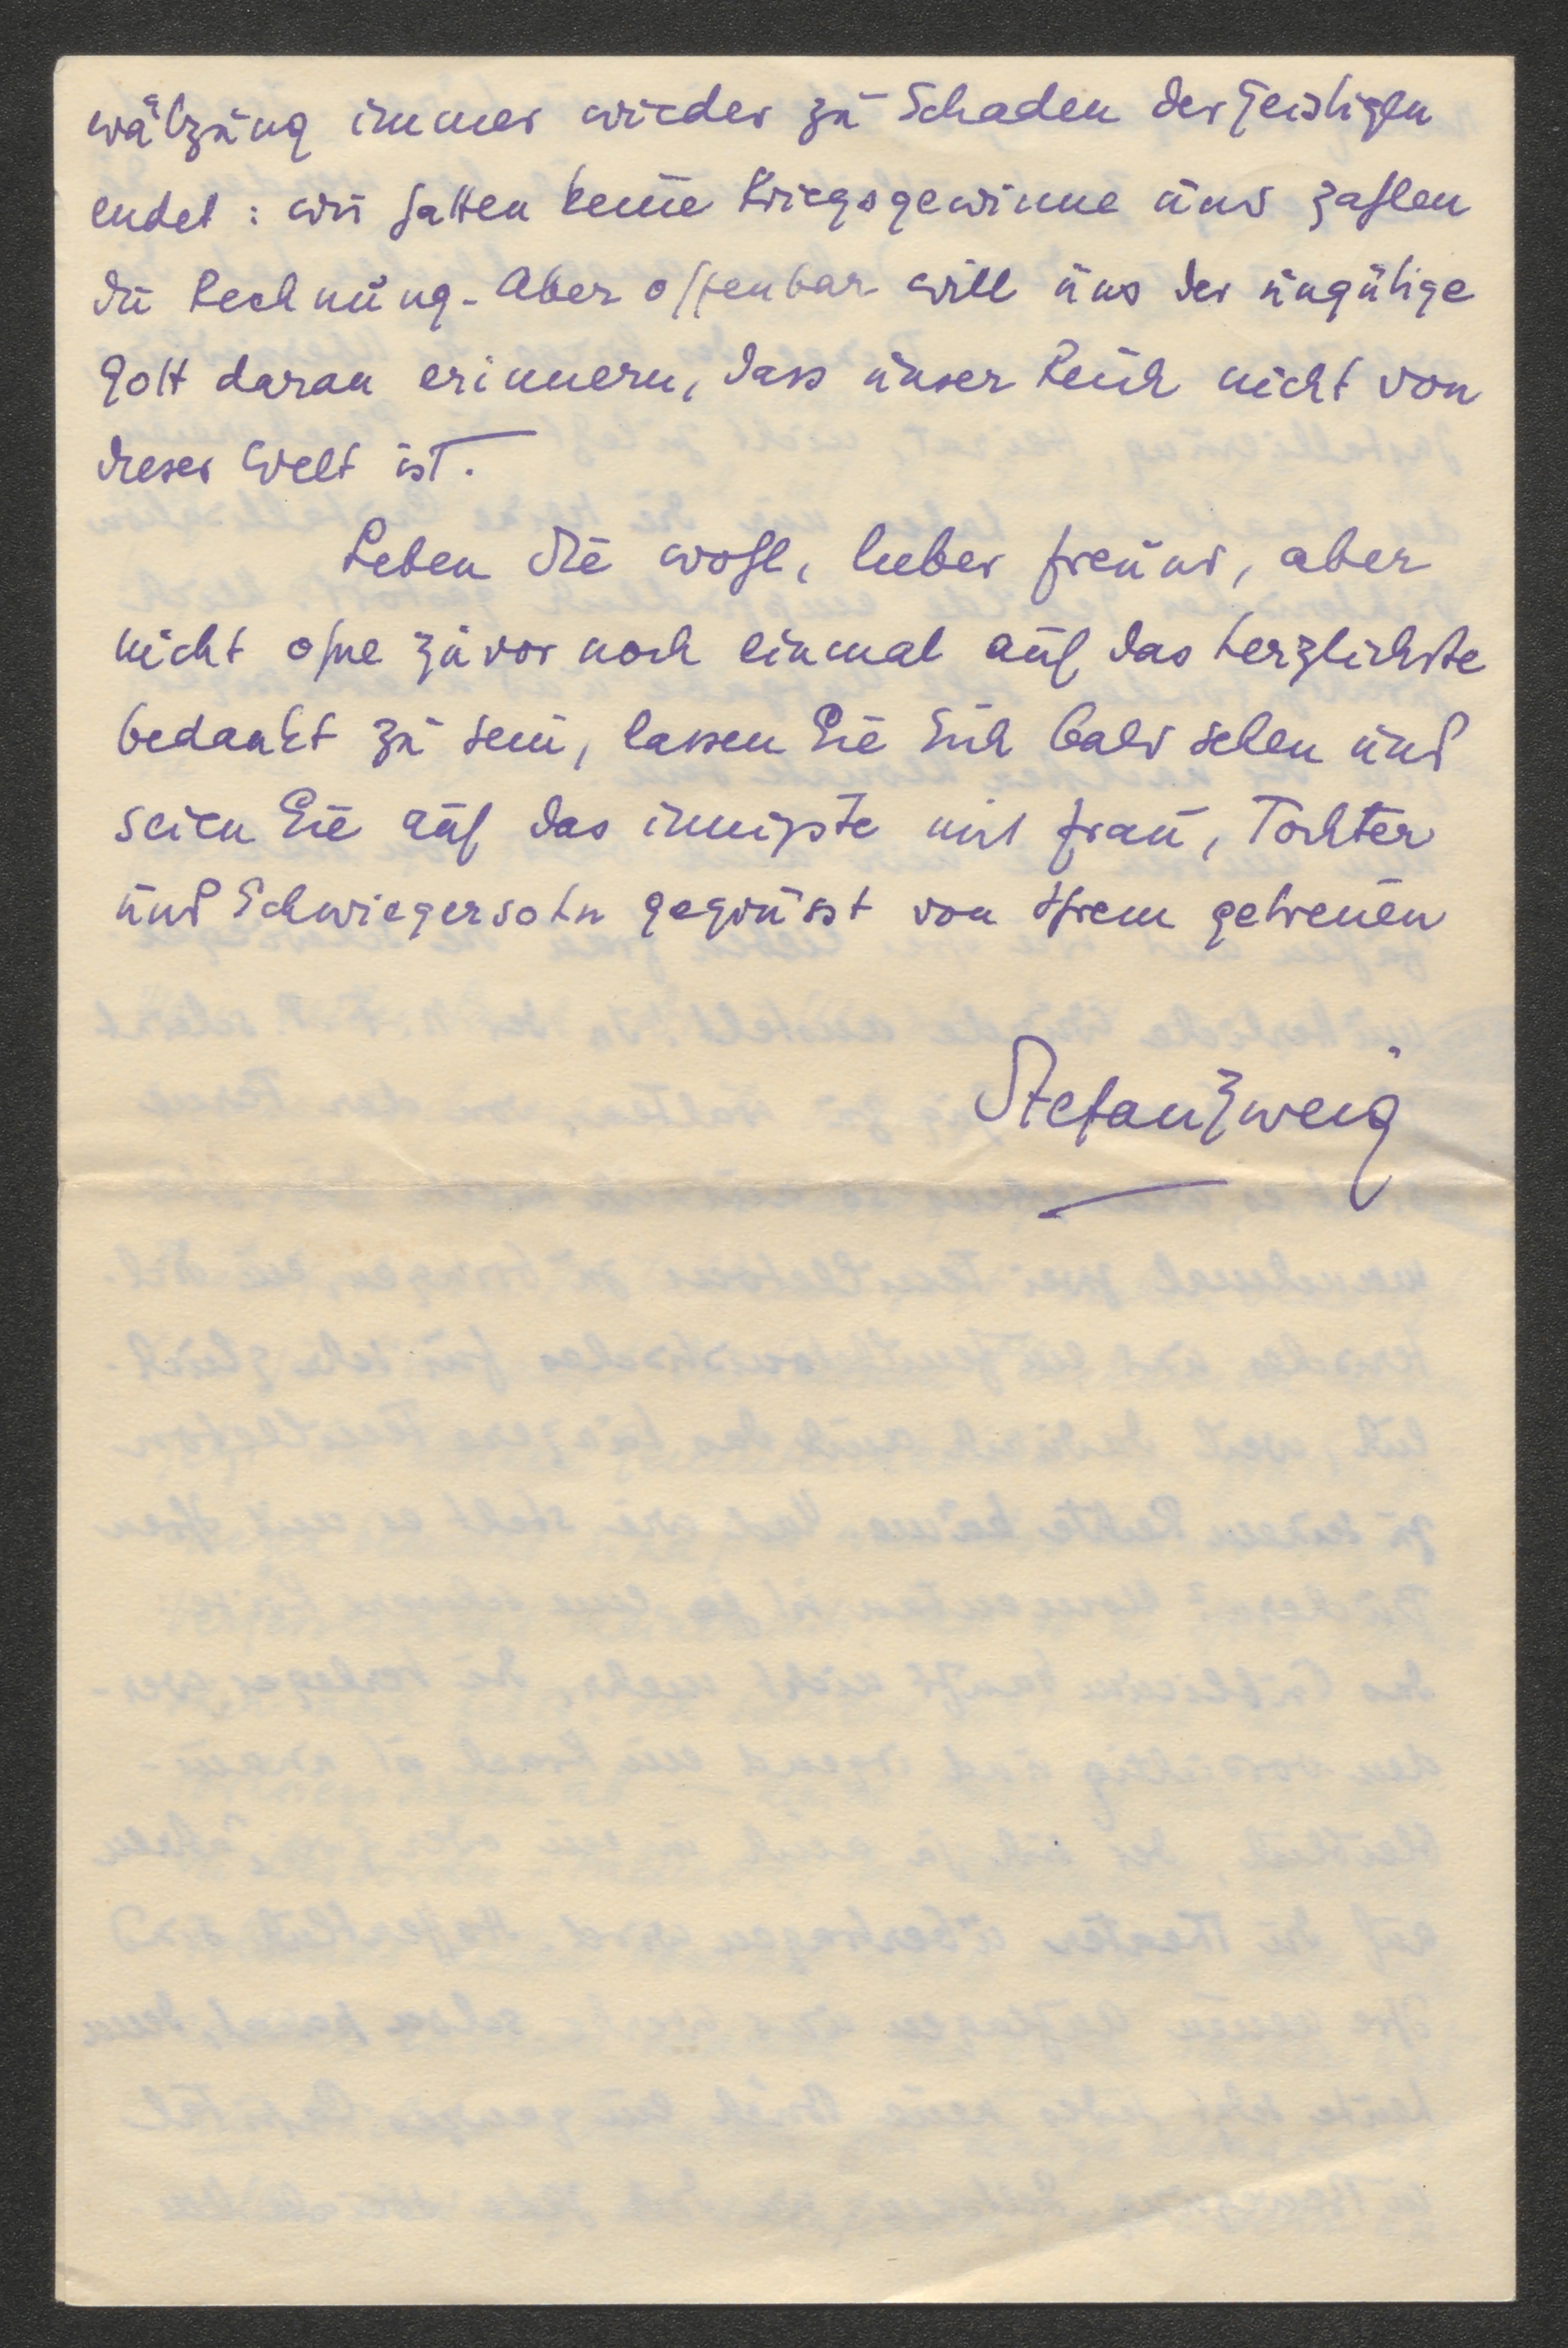 wälzung immer wieder zu Schaden der Geistigen
endet: wir hatten keine Kriegsgewinne und zahlen
die Rechnung. Aber offenbar will uns der ungütige
Gott daran erinnern, dass unser Reich nicht von
dieser Welt ist.
Leben Sie wohl, lieber Freund, aber
nicht ohne zuvor noch einmal auf das herzlichste
bedankt zu sein, lassen Sie Sich bald sehen und
seien Sie auf das innigste mit Frau, Tochter
und Schwiegersohn gegrüsst von Ihrem getreuen
Stefan Zweig